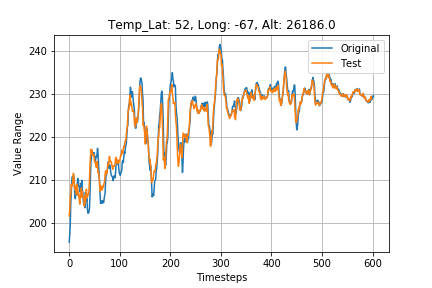 Temp_Lat: 52, Long: -67, Alt: 26186.0
Original
Test
240
230
220
210
200
Value Range
0 100 200 300 400 500 600
Timesteps